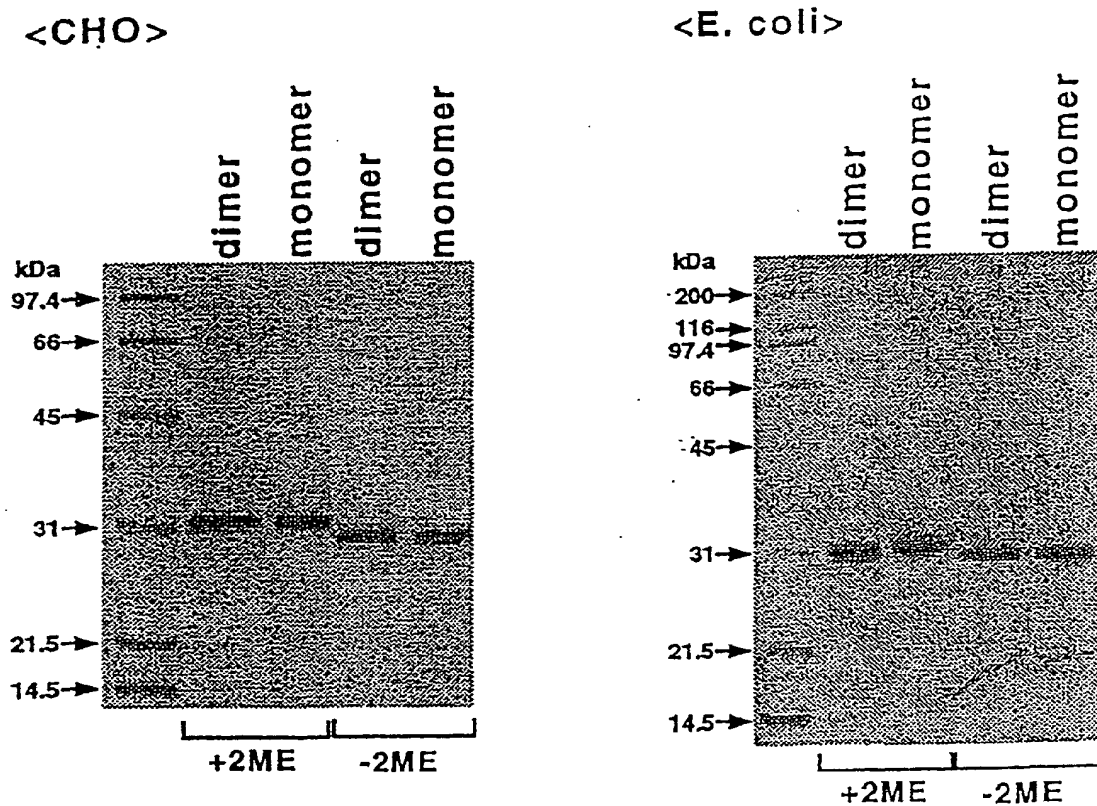 <CHO>
dimer
monomer
dimer
monomer
kDa
97.4
66
45
31
21.5
14.5
+2ME
-2ME
<E. coli>
dimer
monomer
dimer
monomer
kDa
200
116
97.4
66
45
31
21.5
14.5
+2ME
-2ME